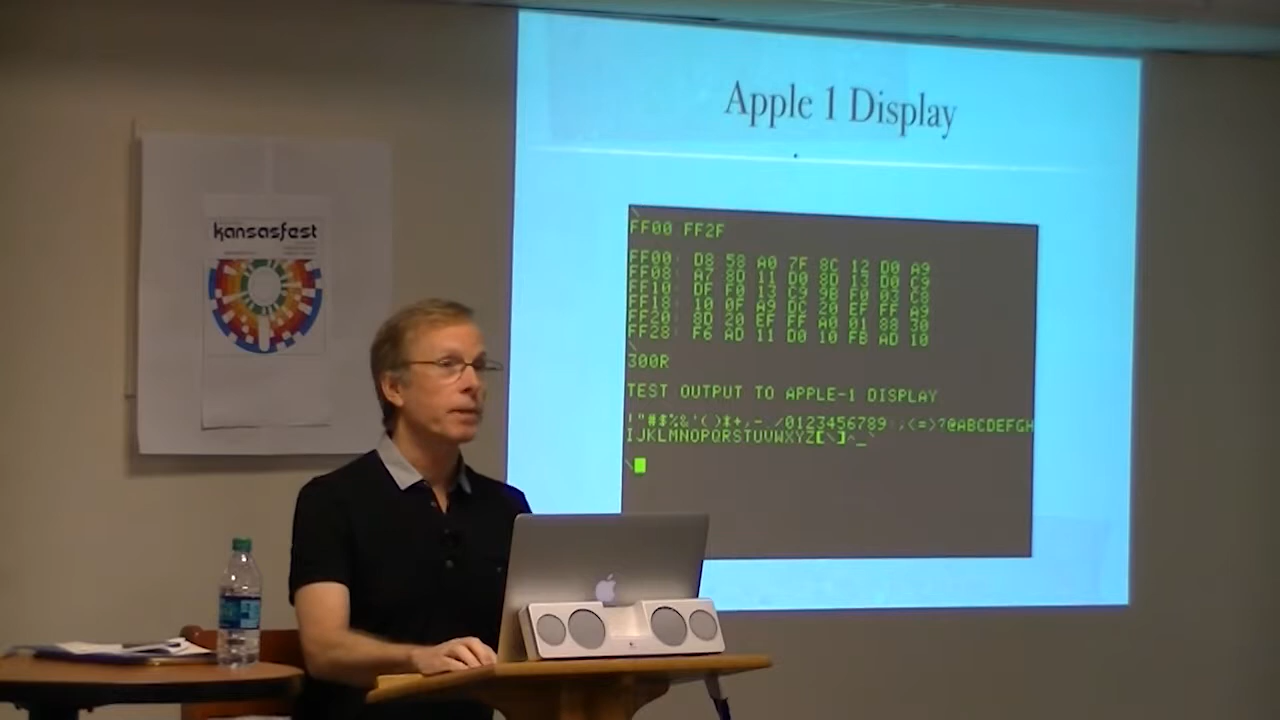 kansasfest
Apple 1 Display
\
FF00 FF2F
FF00: D8 58 A0 7F 8C 12 D0 A9
FF08: A7 8D 11 D0 8D 13 D0 C9
FF10: DF F0 13 C9 9B F0 03 C8
FF18: 10 0F A9 DC 20 EF FF A9
FF20: 8D 20 EF FF A0 01 88 30
FF28: F6 AD 11 D0 10 FB AD 10
\
300R
TEST OUTPUT TO APPLE-1 DISPLAY
!"#$%&'()*+,-./0123456789:;<=>?@ABCDEFGH
IJKLMNOPQRSTUVWXYZ[\]^_
\